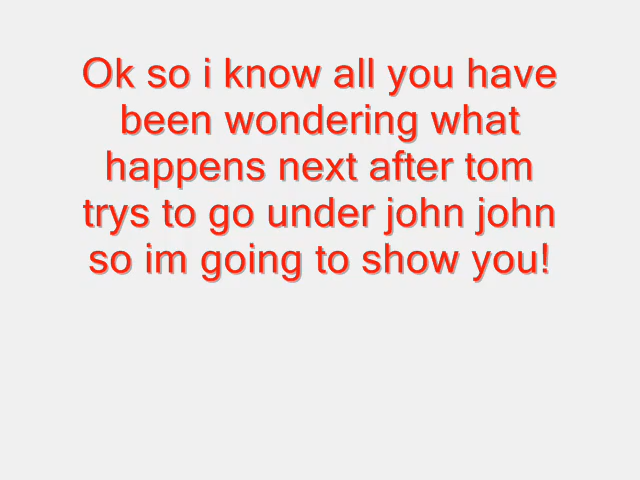 Ok so i know all you have
been wondering what
happens next after tom
trys to go under john john
so im going to show you!